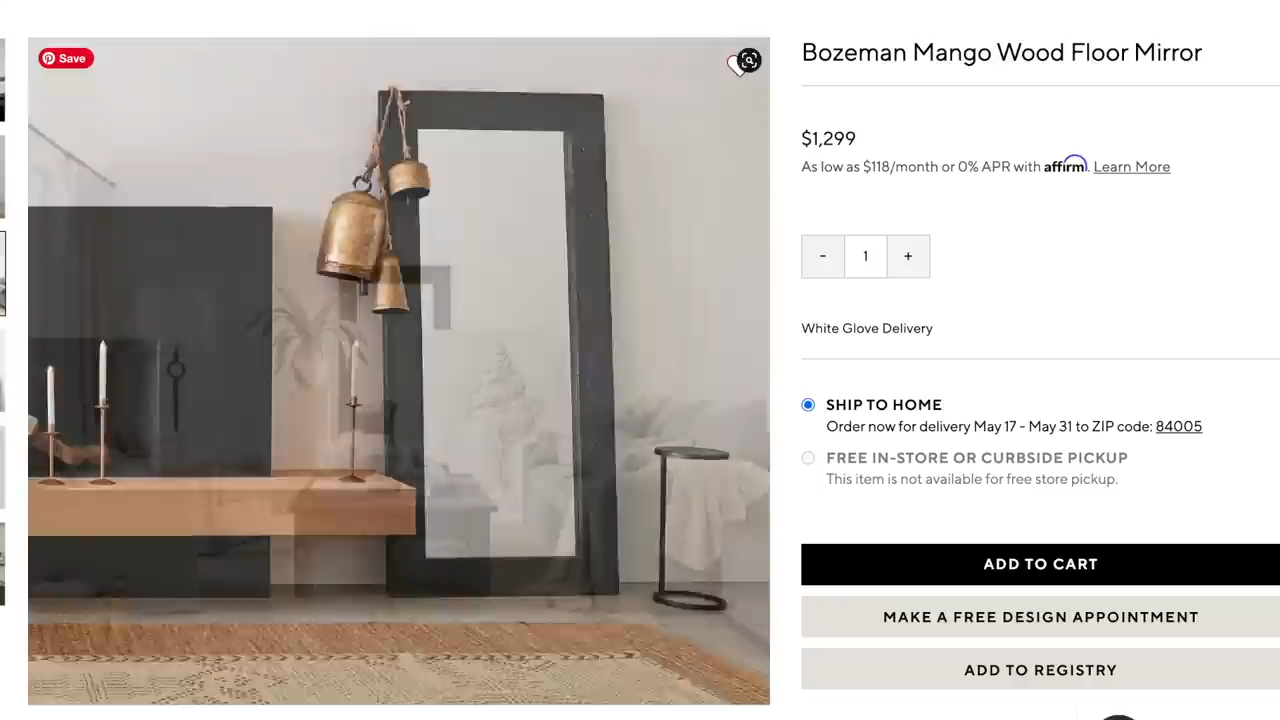 Save
Bozeman Mango Wood Floor Mirror
$1,299
As low as $118/month or 0% APR with affirm. Learn More
- 1 +
White Glove Delivery
SHIP TO HOME
Order now for delivery May 17 - May 31 to ZIP code: 84005
FREE IN-STORE OR CURBSIDE PICKUP
This item is not available for free store pickup.
ADD TO CART
MAKE A FREE DESIGN APPOINTMENT
ADD TO REGISTRY